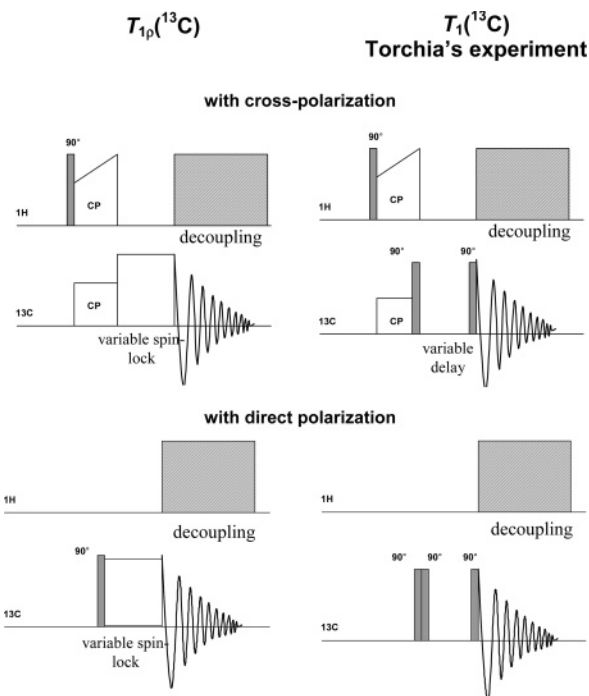 T₁ρ(¹³C)
T₁(¹³C)
Torchia's experiment
with cross-polarization
90°
CP
1H
decoupling
CP
13C
variable spin-
lock
90°
CP
1H
decoupling
90°
90°
CP
13C
variable
delay
with direct polarization
1H
decoupling
90°
13C
variable spin-
lock
1H
decoupling
90° 90° 90°
13C